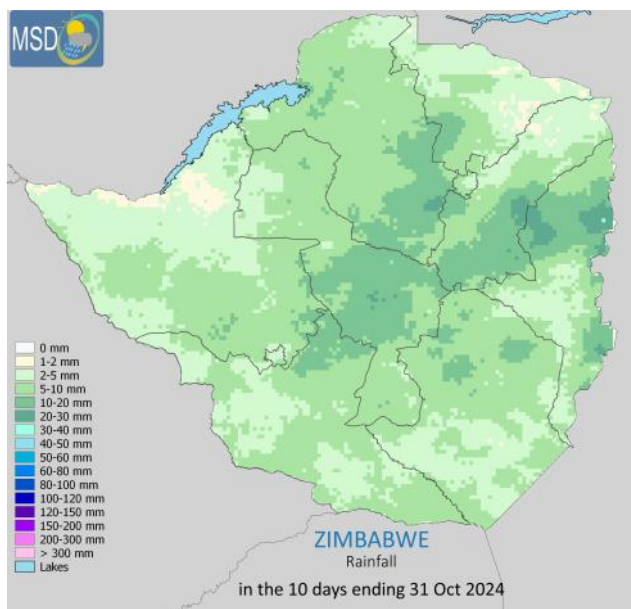 MSD
0 mm
1-2 mm
2-5 mm
5-10 mm
10-20 mm
20-30 mm
30-40 mm
40-50 mm
50-60 mm
60-80 mm
80-100 mm
100-120 mm
120-150 mm
150-200 mm
200-300 mm
> 300 mm
Lakes
ZIMBABWE
Rainfall
in the 10 days ending 31 Oct 2024